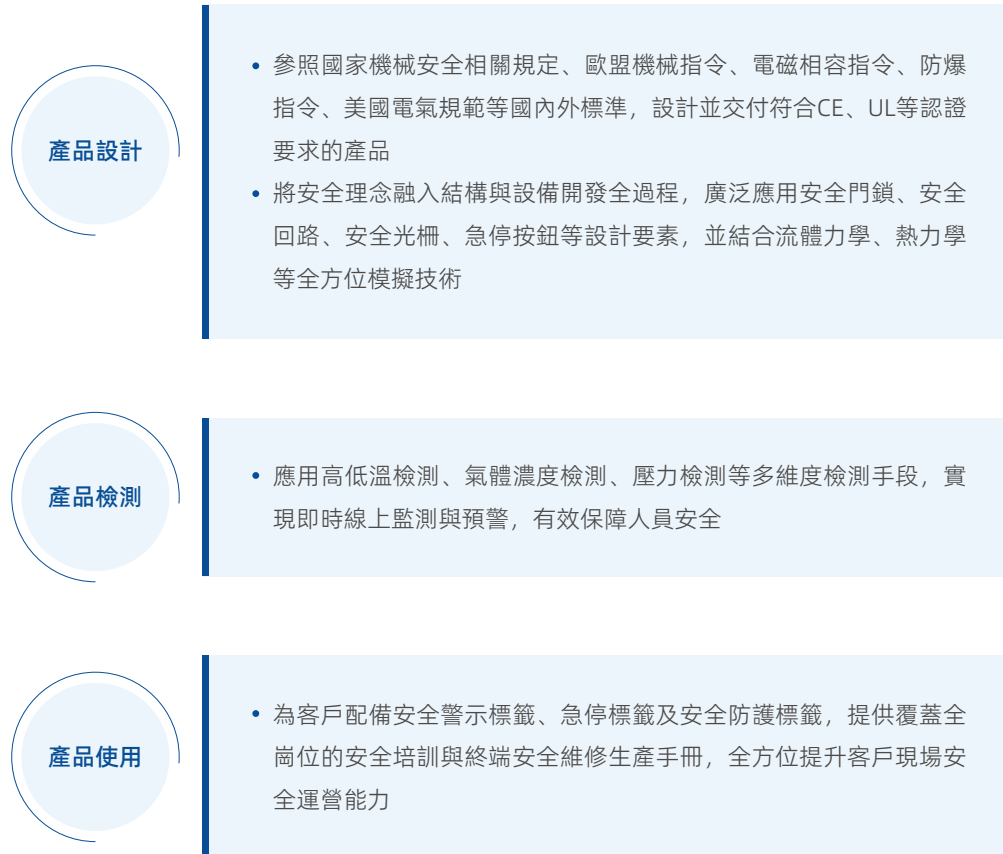 產品設計
• 參照國家機械安全相關規定、歐盟機械指令、電磁相容指令、防爆
指令、美國電氣規範等國內外標準，設計並交付符合CE、UL等認證
要求的產品
• 將安全理念融入結構與設備開發全過程，廣泛應用安全門鎖、安全
回路、安全光柵、急停按鈕等設計要素，並結合流體力學、熱力學
等全方位模擬技術
產品檢測
• 應用高低溫檢測、氣體濃度檢測、壓力檢測等多維度檢測手段，實
現即時線上監測與預警，有效保障人員安全
產品使用
• 為客戶配備安全警示標籤、急停標籤及安全防護標籤，提供覆蓋全
崗位的安全培訓與終端安全維修生產手冊，全方位提升客戶現場安
全運營能力